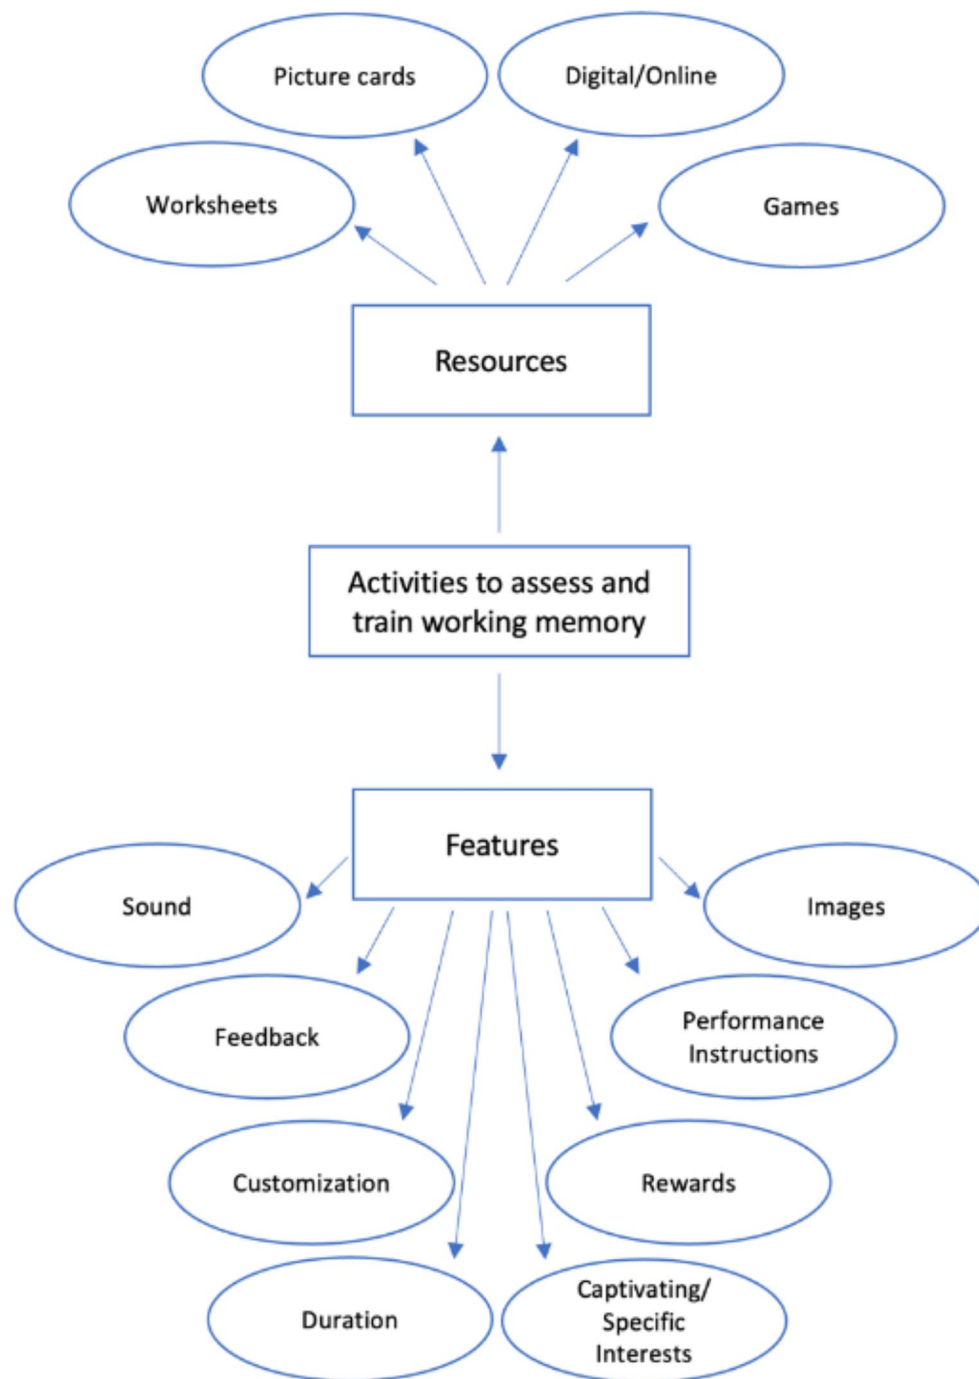 Picture cards
Digital/Online
Worksheets
Games
Resources
Activities to assess and
train working memory
Features
Sound
Images
Feedback
Performance
Instructions
Customization
Rewards
Duration
Captivating/
Specific
Interests